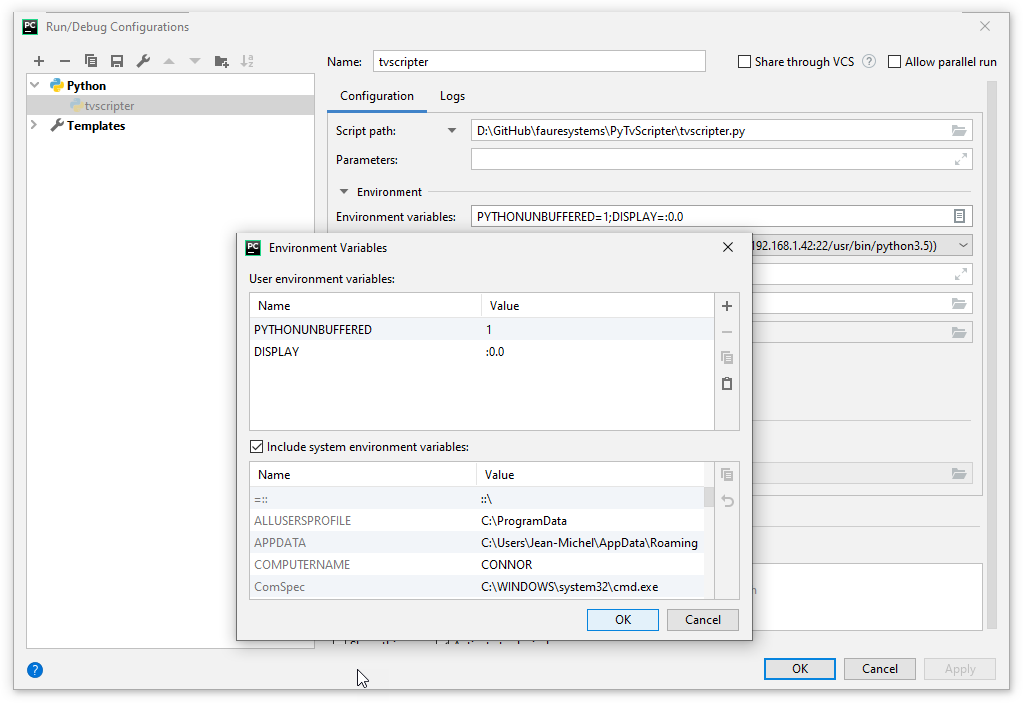 PC Run/Debug Configurations
Python
tvscripter
Templates
Name: tvscripter Share through VCS ? Allow parallel run
Configuration Logs
Script path: D:\GitHub\fauresystems\PyTvScripter\tvscripter.py
Parameters:
Environment
Environment variables: PYTHONUNBUFFERED=1;DISPLAY=:0.0
192.168.1.42:22/usr/bin/python3.5))
PC Environment Variables
User environment variables:
Name Value
PYTHONUNBUFFERED 1
DISPLAY :0.0
Include system environment variables:
Name Value
=:: ::\
ALLUSERSPROFILE C:\ProgramData
APPDATA C:\Users\Jean-Michel\AppData\Roaming
COMPUTERNAME CONNOR
ComSpec C:\WINDOWS\system32\cmd.exe
OK Cancel
? OK Cancel Apply